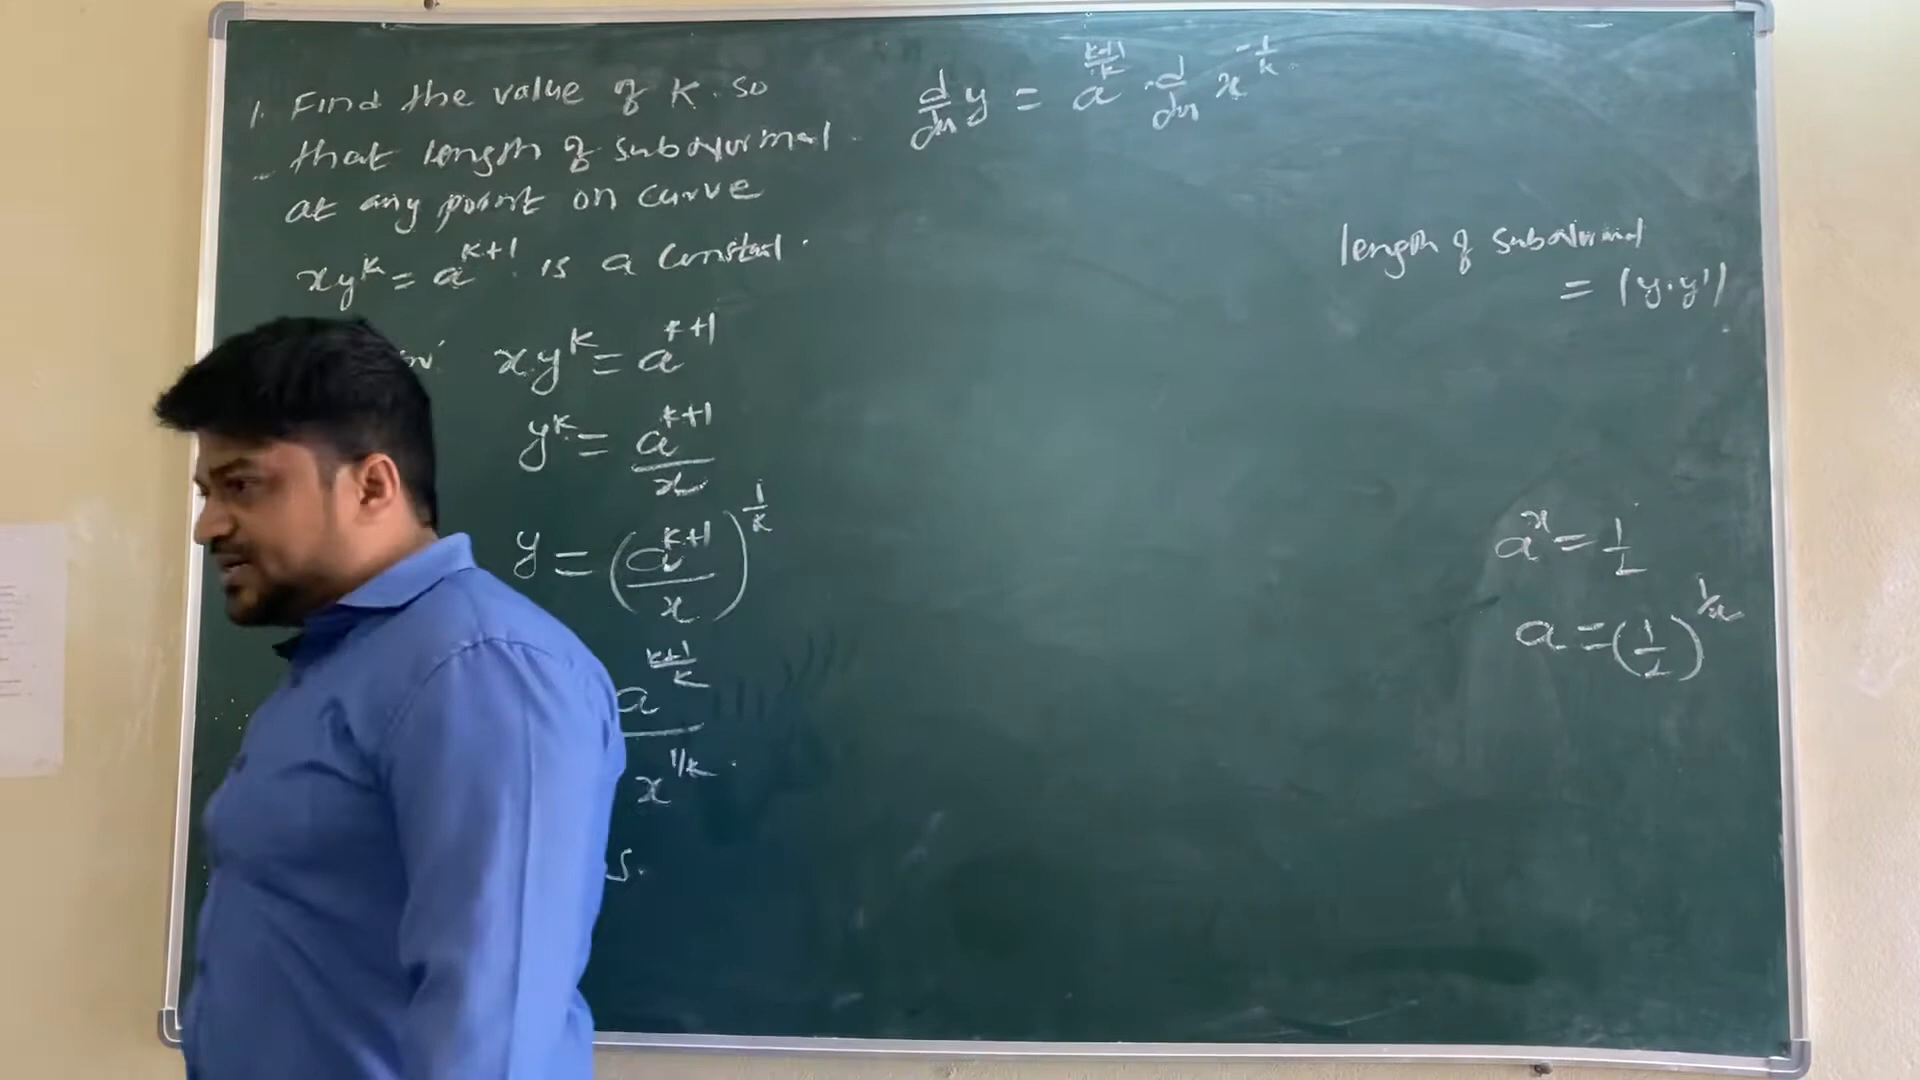 1. Find the value of K. so
that length of subnormal
at any point on curve
xy^k = a^{k+1} is a constant.
xy^k = a^{k+1}
y^k = a^{k+1}/x
y = (a^{k+1}/x)^{1/k}
a^{(k+1)/k}/x^{1/k}.
d/dx y = a^{(k+1)/k} . d/dx x^{-1/k}.
length of subnormal
= |y.y'|
a^x = 1/2
a = (1/2)^{1/x}